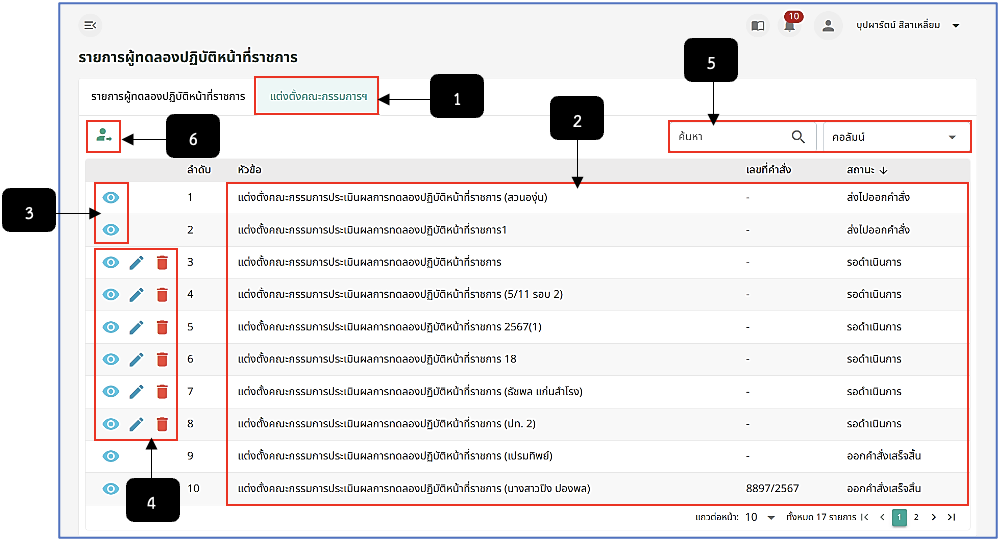 10
บุปผารัตน์ สีลาเหลี่ยม
รายการผู้ทดลองปฏิบัติหน้าที่ราชการ
5
รายการผู้ทดลองปฏิบัติหน้าที่ราชการ แต่งตั้งคณะกรรมการฯ
1
2
6
ค้นหา คอลัมน์
ลำดับ หัวข้อ เลขที่คำสั่ง สถานะ
3
1 แต่งตั้งคณะกรรมการประเมินผลการทดลองปฏิบัติหน้าที่ราชการ (สวนองุ่น) - ส่งไปออกคำสั่ง
2 แต่งตั้งคณะกรรมการประเมินผลการทดลองปฏิบัติหน้าที่ราชการ1 - ส่งไปออกคำสั่ง
3 แต่งตั้งคณะกรรมการประเมินผลการทดลองปฏิบัติหน้าที่ราชการ - รอดำเนินการ
4 แต่งตั้งกณะกรรมการประเมินผลการทดลองปฏิบัติหน้าที่ราชการ (5/11 รอบ 2) - รอดำเนินการ
5 แต่งตั้งคณะกรรมการประเมินผลการทดลองปฏิบัติหน้าที่ราชการ 2567(1) - รอดำเนินการ
6 แต่งตั้งคณะกรรมการประเมินผลการทดลองปฏิบัติหน้าที่ราชการ 18 - รอดำเนินการ
7 แต่งตั้งคณะกรรมการประเมินผลการทดลองปฏิบัติหน้าที่ราชการ (ธัชพล แก่นสำโรง) - รอดำเนินการ
8 แต่งตั้งคณะกรรมการประเมินผลการทดลองปฏิบัติหน้าที่ราชการ (ปท. 2) - รอดำเนินการ
9 แต่งตั้งคณะกรรมการประเมินผลการทดลองปฏิบัติหน้าที่ราชการ (เปรมทิพย์) - ออกคำสั่งเสร็จสิ้น
10 แต่งตั้งคณะกรรมการประเมินผลการทดลองปฏิบัติหน้าที่ราชการ (นางสาวปิง ปองพล) 8897/2567 ออกคำสั่งเสร็จสิ้น
4
แถวต่อหน้า: 10 ทั้งหมด 17 รายการ 1 2